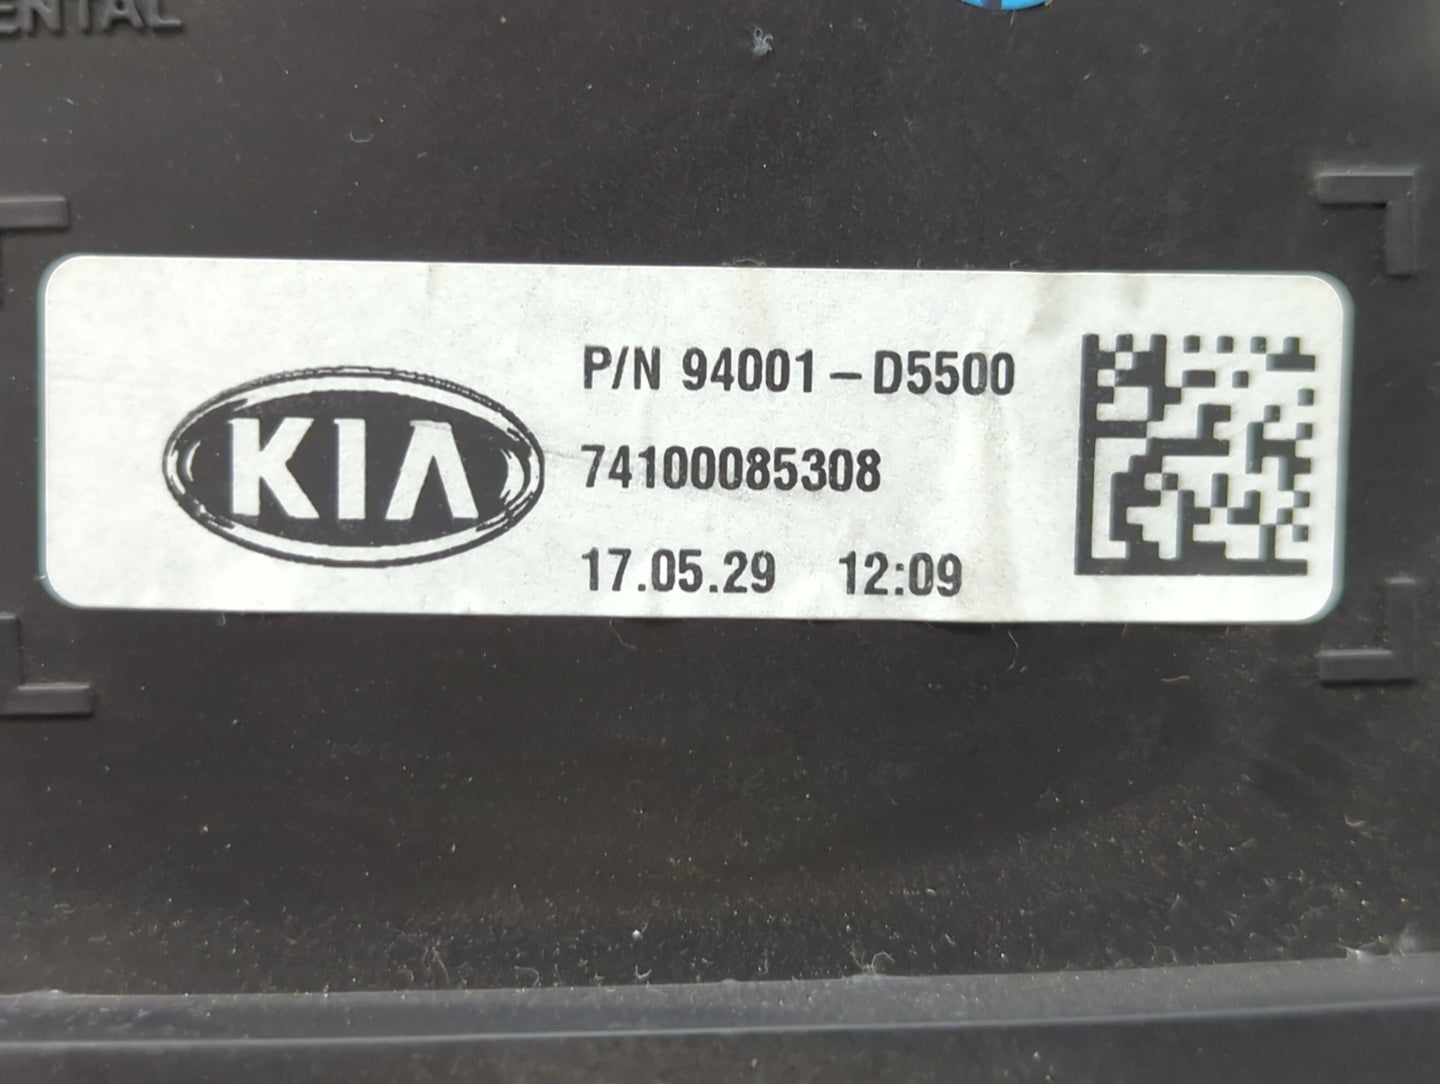 ENTAL
KIA
P/N 94001-D5500
74100085308
17.05.29 12:09